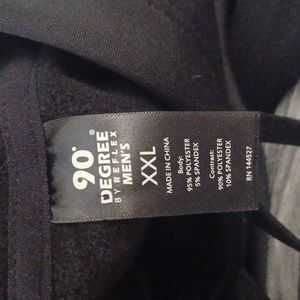 90°
DEGREE®
BY REFLEX
MEN'S
XXL
MADE IN CHINA
Body:
95% POLYESTER
5% SPANDEX
Contrast:
90% POLYESTER
10% SPANDEX
RN 144527